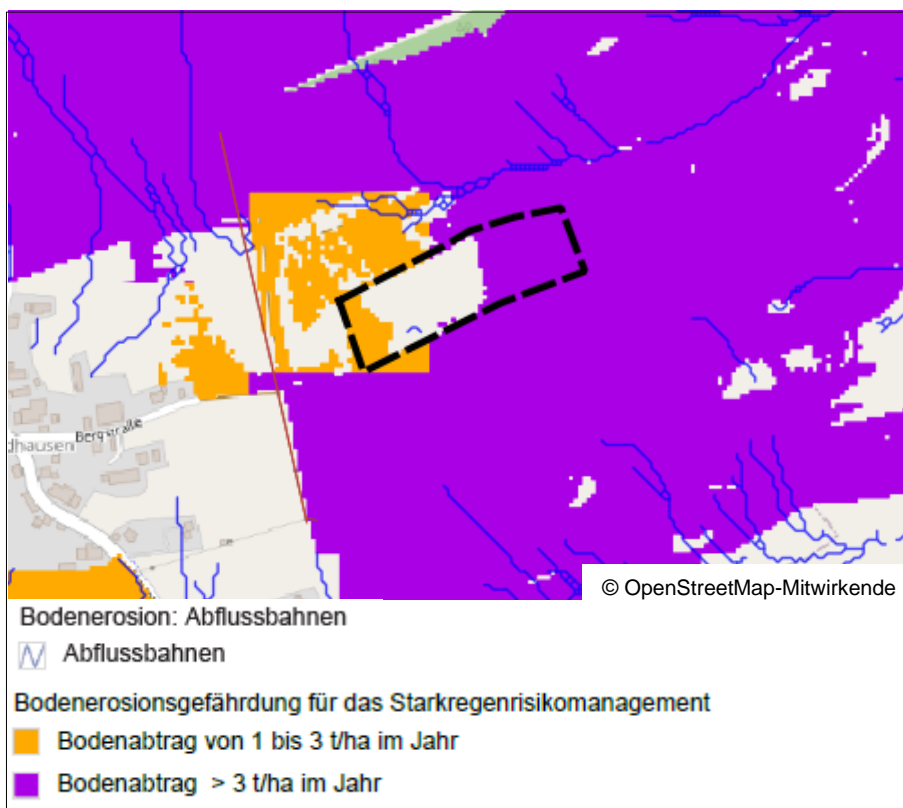 Bergstraße
dhausen
© OpenStreetMap-Mitwirkende
Bodenerosion: Abflussbahnen
Abflussbahnen
Bodenerosionsgefährdung für das Starkregenrisikomanagement
Bodenabtrag von 1 bis 3 t/ha im Jahr
Bodenabtrag > 3 t/ha im Jahr